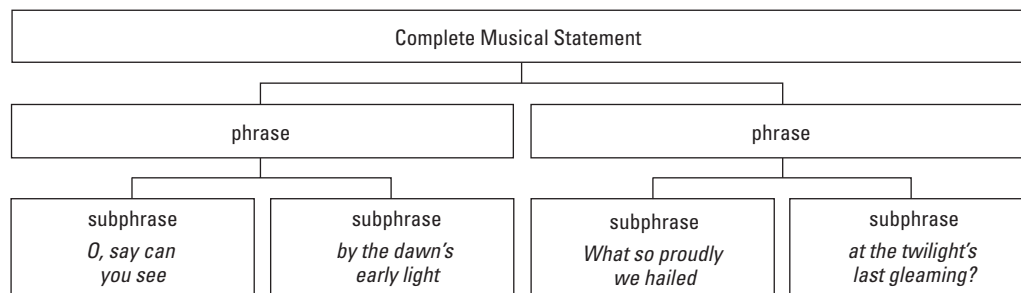 Complete Musical Statement
phrase
phrase
subphrase
O, say can
you see
subphrase
by the dawn's
early light
subphrase
What so proudly
we hailed
subphrase
at the twilight's
last gleaming?